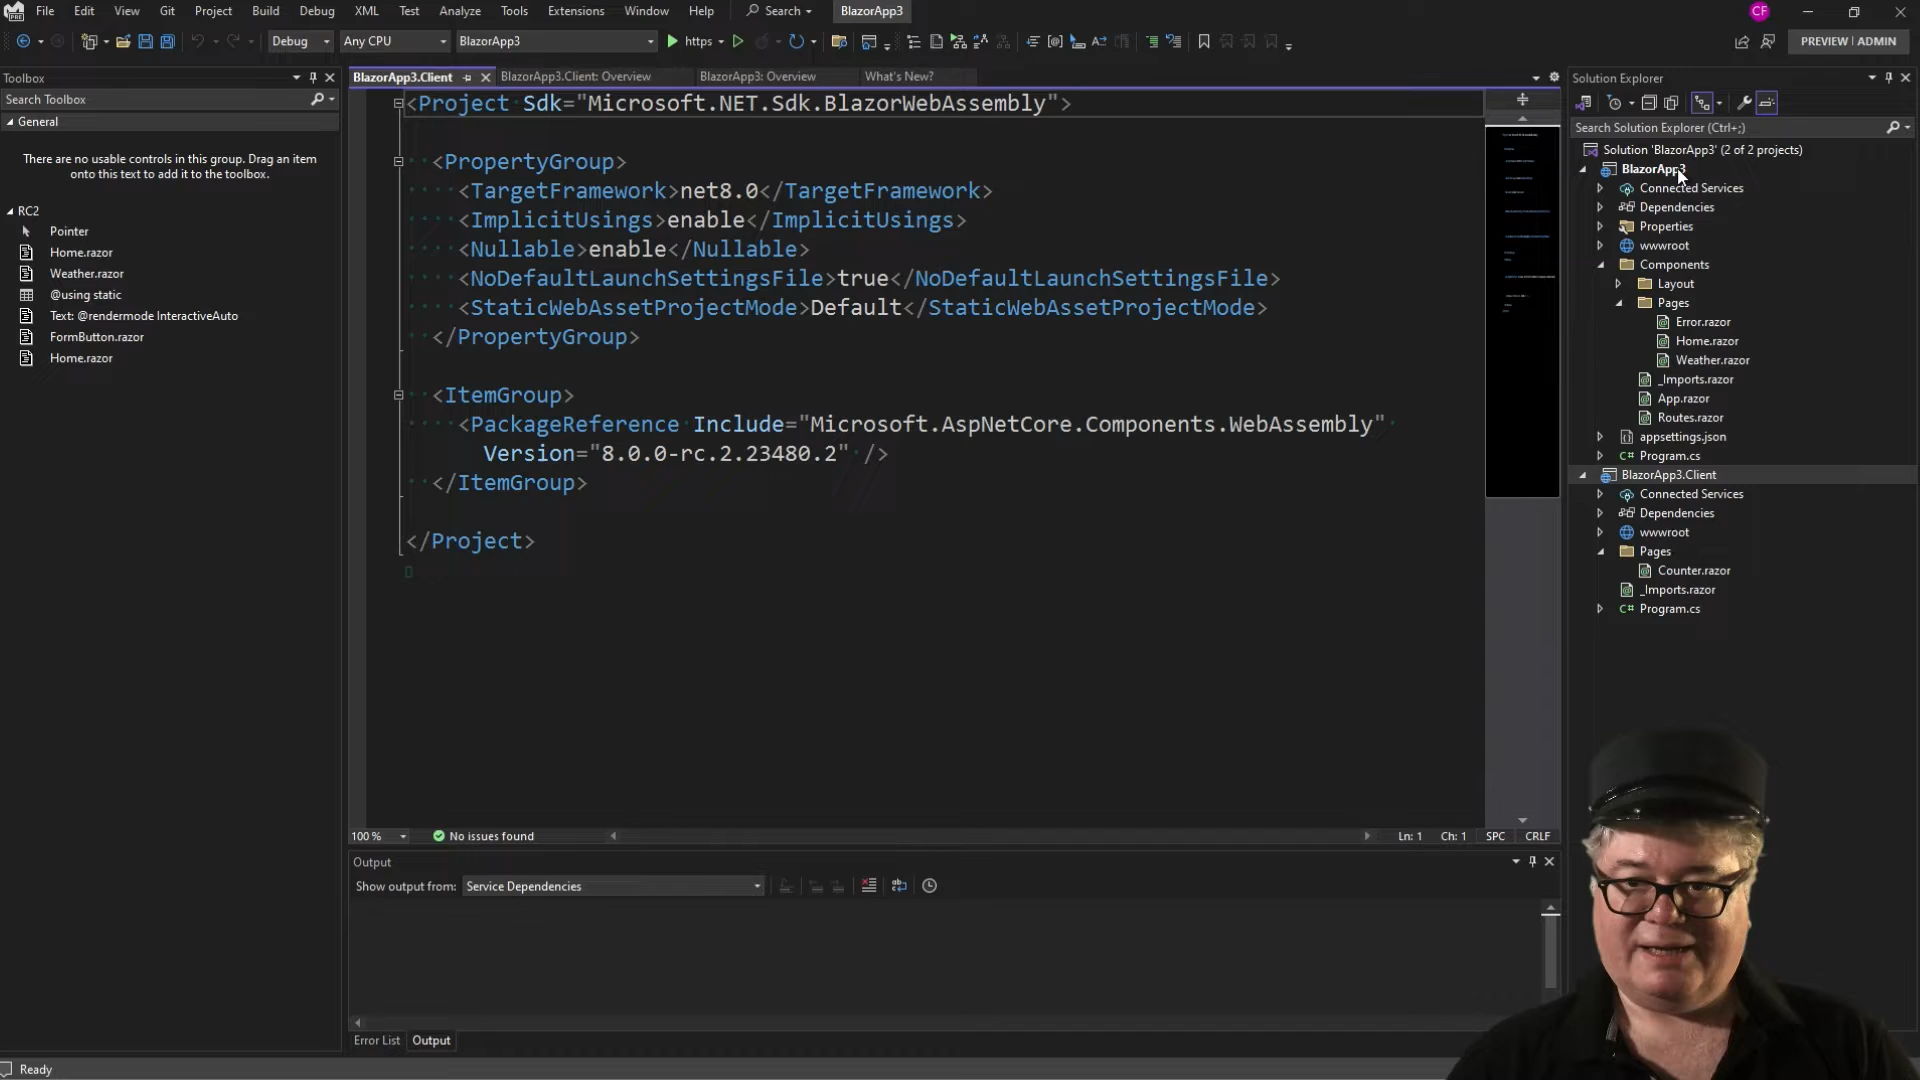 File Edit View Git Project Build Debug XML Test Analyze Tools Extensions Window Help Search BlazorApp3 CF
Debug Any CPU BlazorApp3 https PREVIEW | ADMIN
Toolbox
Search Toolbox
General
There are no usable controls in this group. Drag an item
onto this text to add it to the toolbox.
RC2
Pointer
Home.razor
Weather.razor
@using static
Text: @rendermode InteractiveAuto
FormButton.razor
Home.razor
BlazorApp3.Client BlazorApp3.Client: Overview BlazorApp3: Overview What's New?
<Project Sdk="Microsoft.NET.Sdk.BlazorWebAssembly">
<PropertyGroup>
<TargetFramework>net8.0</TargetFramework>
<ImplicitUsings>enable</ImplicitUsings>
<Nullable>enable</Nullable>
<NoDefaultLaunchSettingsFile>true</NoDefaultLaunchSettingsFile>
<StaticWebAssetProjectMode>Default</StaticWebAssetProjectMode>
</PropertyGroup>
<ItemGroup>
<PackageReference Include="Microsoft.AspNetCore.Components.WebAssembly"
Version="8.0.0-rc.2.23480.2" />
</ItemGroup>
</Project>
100 % No issues found Ln: 1 Ch: 1 SPC CRLF
Output
Show output from: Service Dependencies
Error List Output
Ready
Solution Explorer
Search Solution Explorer (Ctrl+;)
Solution 'BlazorApp3' (2 of 2 projects)
BlazorApp3
Connected Services
Dependencies
Properties
wwwroot
Components
Layout
Pages
Error.razor
Home.razor
Weather.razor
_Imports.razor
App.razor
Routes.razor
appsettings.json
C# Program.cs
BlazorApp3.Client
Connected Services
Dependencies
wwwroot
Pages
Counter.razor
_Imports.razor
C# Program.cs